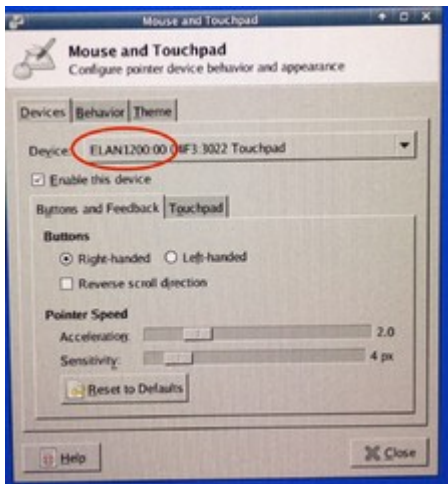 Mouse and Touchpad
Mouse and Touchpad
Configure pointer device behavior and appearance
Devices Behavior Theme
Device: ELAN1200:00 04F3:3022 Touchpad
Enable this device
Buttons and Feedback Touchpad
Buttons
Right-handed Left-handed
Reverse scroll direction
Pointer Speed
Acceleration: 2.0
Sensitivity: 4 px
Reset to Defaults
Help Close